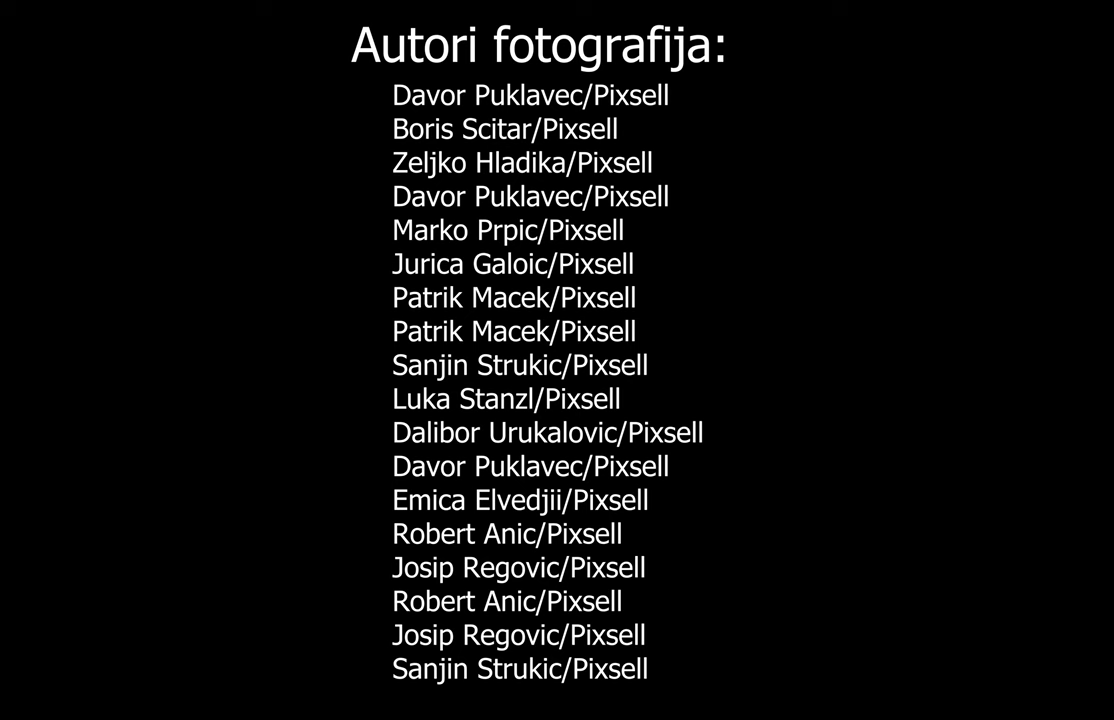 Autori fotografija:
Davor Puklavec/Pixsell
Boris Scitar/Pixsell
Zeljko Hladika/Pixsell
Davor Puklavec/Pixsell
Marko Prpic/Pixsell
Jurica Galoic/Pixsell
Patrik Macek/Pixsell
Patrik Macek/Pixsell
Sanjin Strukic/Pixsell
Luka Stanzl/Pixsell
Dalibor Urukalovic/Pixsell
Davor Puklavec/Pixsell
Emica Elvedjii/Pixsell
Robert Anic/Pixsell
Josip Regovic/Pixsell
Robert Anic/Pixsell
Josip Regovic/Pixsell
Sanjin Strukic/Pixsell